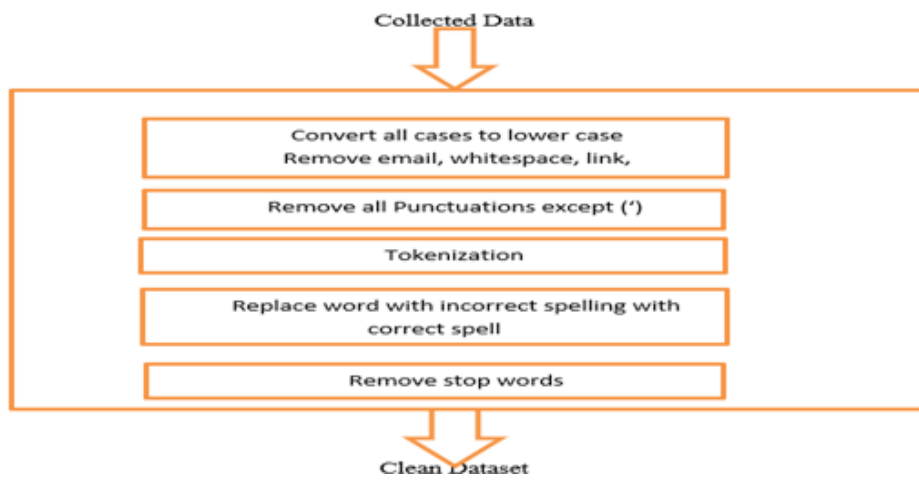 Collected Data
Convert all cases to lower case
Remove email, whitespace, link,
Remove all Punctuations except (‘)
Tokenization
Replace word with incorrect spelling with
correct spell
Remove stop words
Clean Dataset